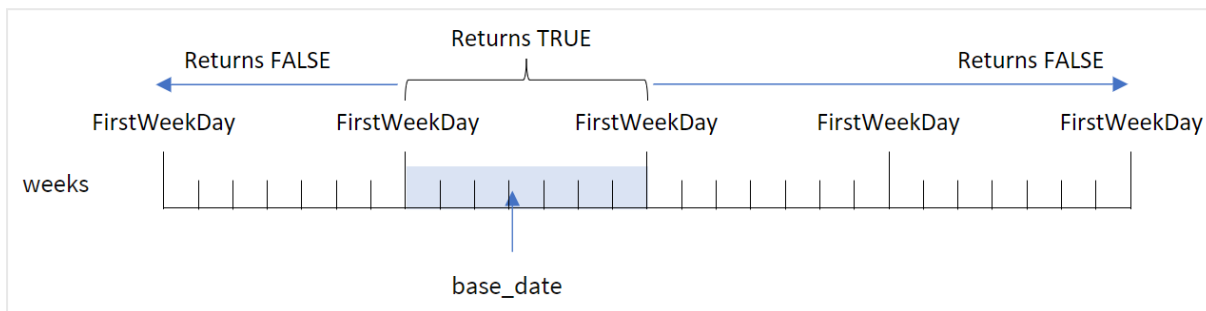 Returns TRUE
Returns FALSE Returns FALSE
FirstWeekDay FirstWeekDay FirstWeekDay FirstWeekDay FirstWeekDay
weeks
base_date